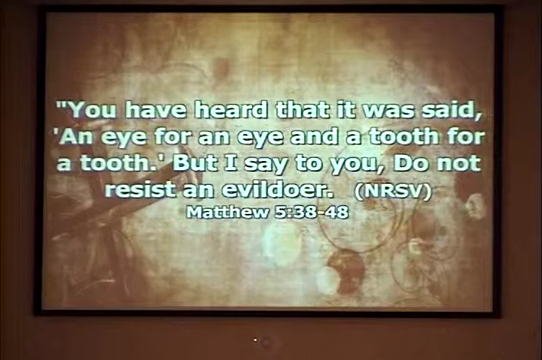 "You have heard that it was said,
'An eye for an eye and a tooth for
a tooth.' But I say to you, Do not
resist an evildoer. (NRSV)
Matthew 5:38-48